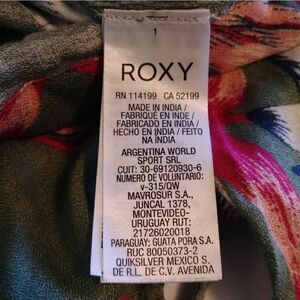 1
ROXY
RN 114199 CA 52199
MADE IN INDIA /
FABRIQUÉ EN INDE /
FABRICADO EN INDIA /
HECHO EN INDIA / FEITO
NA INDIA
ARGENTINA WORLD
SPORT SRL
CUIT: 30-69120930-6
NUMERO DE VOLUNTARIO:
v-315/QW
MAVROSUR S.A.,
JUNCAL 1378,
MONTEVIDEO-
URUGUAY RUT:
21726020018
PARAGUAY: GUATA PORA S.A.
RUC 80050373-2
QUIKSILVER MEXICO S.
DE R.L, DE C.V. AVENIDA